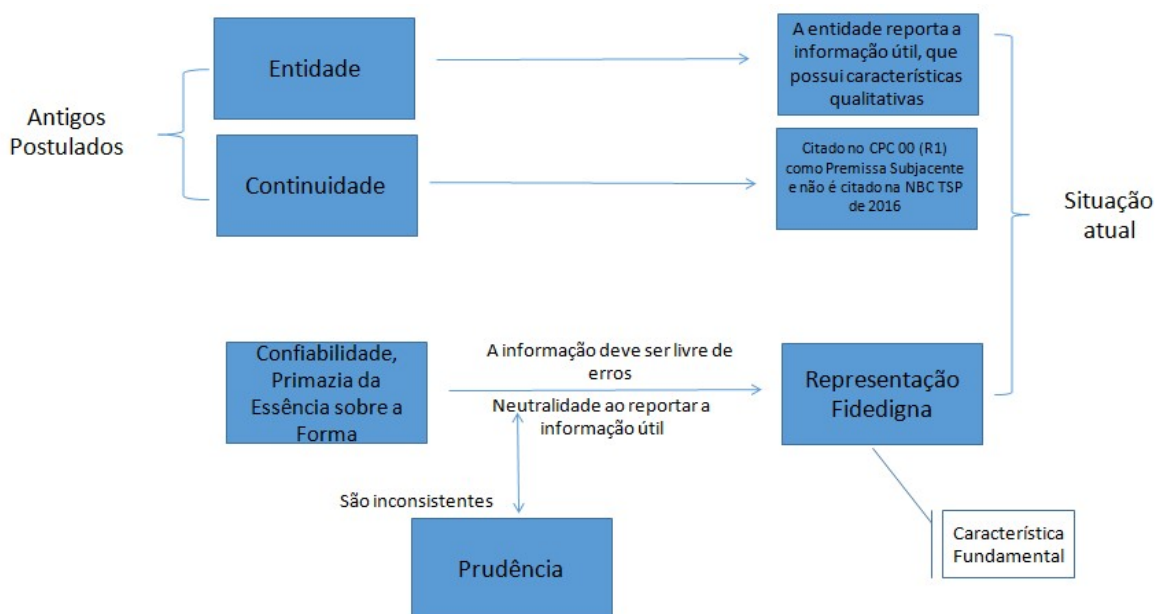 Antigos
Postulados
Entidade
A entidade reporta a
informação útil, que
possui características
qualitativas
Continuidade
Citado no CPC 00 (R1)
como Premissa Subjacente
e não é citado na NBC TSP
de 2016
Situação
atual
Confiabilidade,
Primazia da
Essência sobre a
Forma
A informação deve ser livre de
erros
Neutralidade ao reportar a
informação útil
Representação
Fidedigna
São inconsistentes
Prudência
Característica
Fundamental